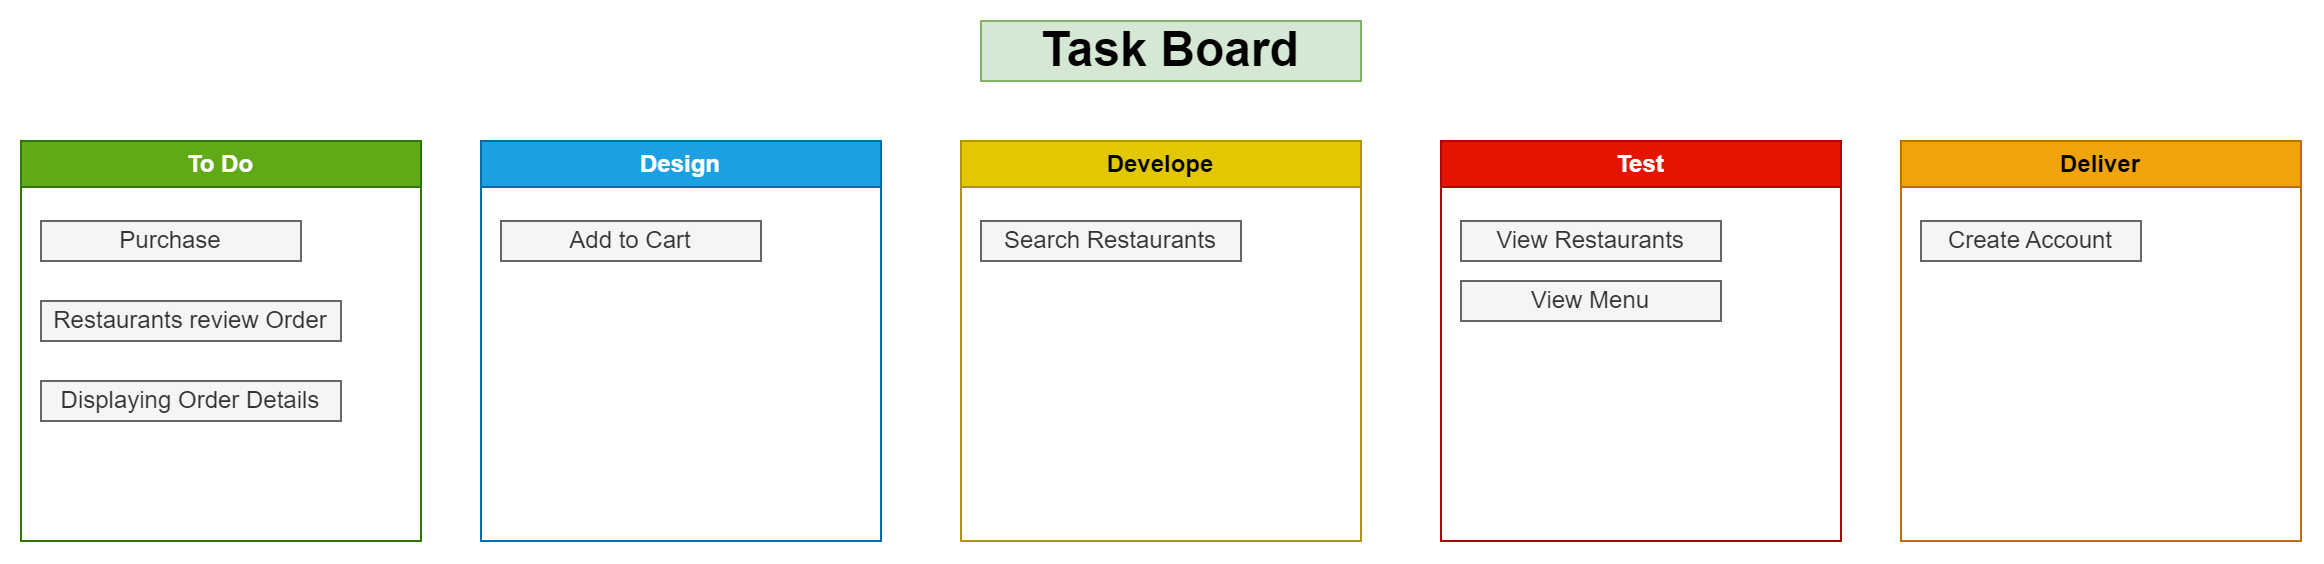 Task Board
To Do
Purchase
Restaurants review Order
Displaying Order Details
Design
Add to Cart
Develope
Search Restaurants
Test
View Restaurants
View Menu
Deliver
Create Account